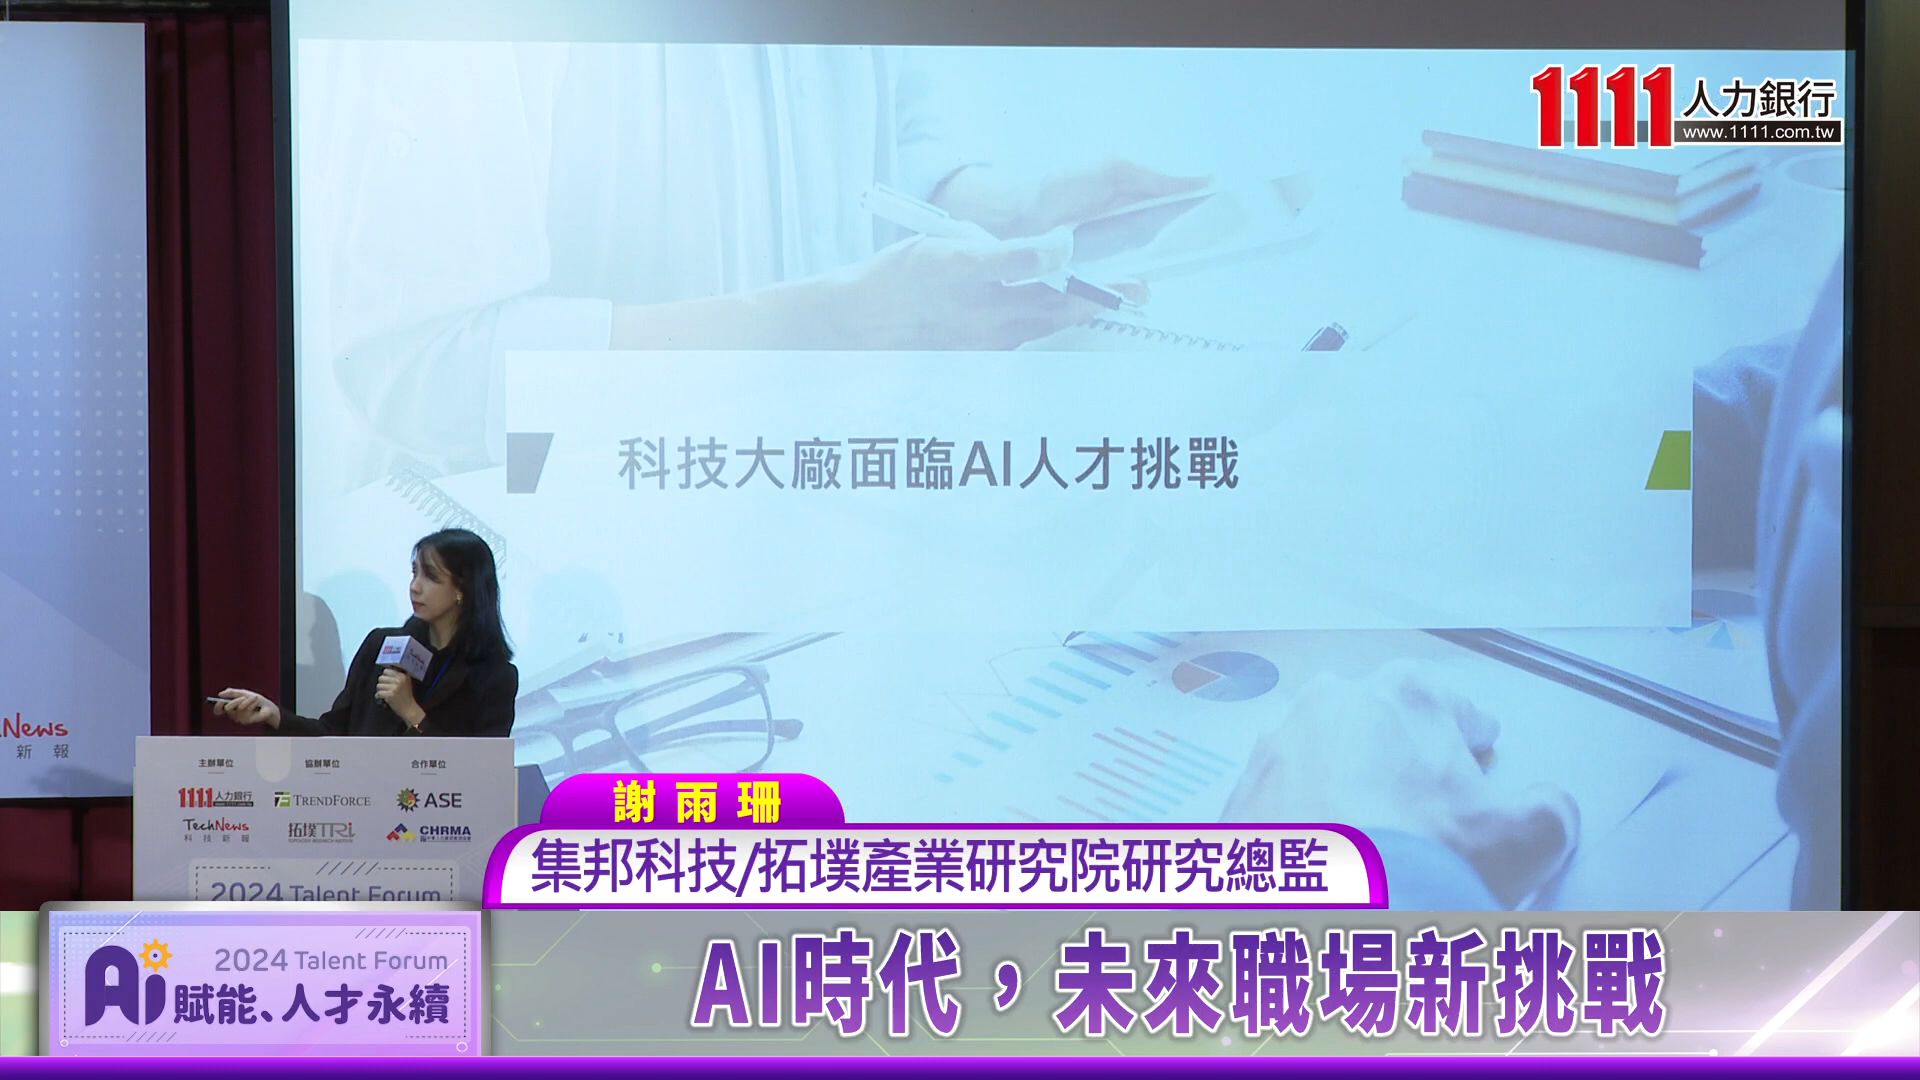 1111人力銀行
www.1111.com.tw
科技大廠面臨AI人才挑戰
News
新報
主辦單位 協辦單位 合作單位
1111人力銀行 TRENDFORCE ASE
TechNews 拓墣TRi CHRMA
科技新報
2024 Talent Forum
謝雨珊
集邦科技/拓墣產業研究院研究總監
2024 Talent Forum
Ai賦能、人才永續
AI時代，未來職場新挑戰